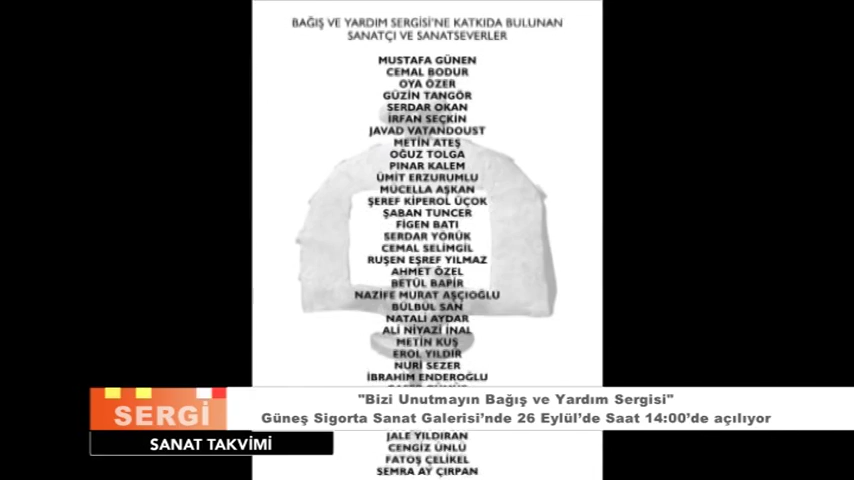 BAĞIŞ VE YARDIM SERGİSİ'NE KATKIDA BULUNAN
SANATÇI VE SANATSEVERLER
MUSTAFA GÜNEN
CEMAL BODUR
OYA ÖZER
GÜZİN TANGÖR
SERDAR OKAN
İRFAN SEÇKİN
JAVAD VATANDOUST
METİN ATEŞ
OĞUZ TOLGA
PINAR KALEM
ÜMİT ERZURUMLU
MÜCELLA AŞKAN
ŞEREF KİPEROL ÜÇOK
ŞABAN TUNCER
FİGEN BATI
SERDAR YÖRÜK
CEMAL SELİMGİL
RUŞEN EŞREF YILMAZ
AHMET ÖZEL
BETÜL BAPİR
NAZİFE MURAT AŞÇIOĞLU
BÜLBÜL SAN
NATALİ AYDAR
ALİ NİYAZİ İNAL
METİN KUŞ
EROL YILDIR
NURİ SEZER
İBRAHİM ENDEROĞLU
"Bizi Unutmayın Bağış ve Yardım Sergisi"
Güneş Sigorta Sanat Galerisi'nde 26 Eylül'de Saat 14:00'de açılıyor
SERGİ
SANAT TAKVİMİ
JALE YILDIRAN
CENGİZ ÜNLÜ
FATOŞ ÇELİKEL
SEMRA AY ÇIRPAN